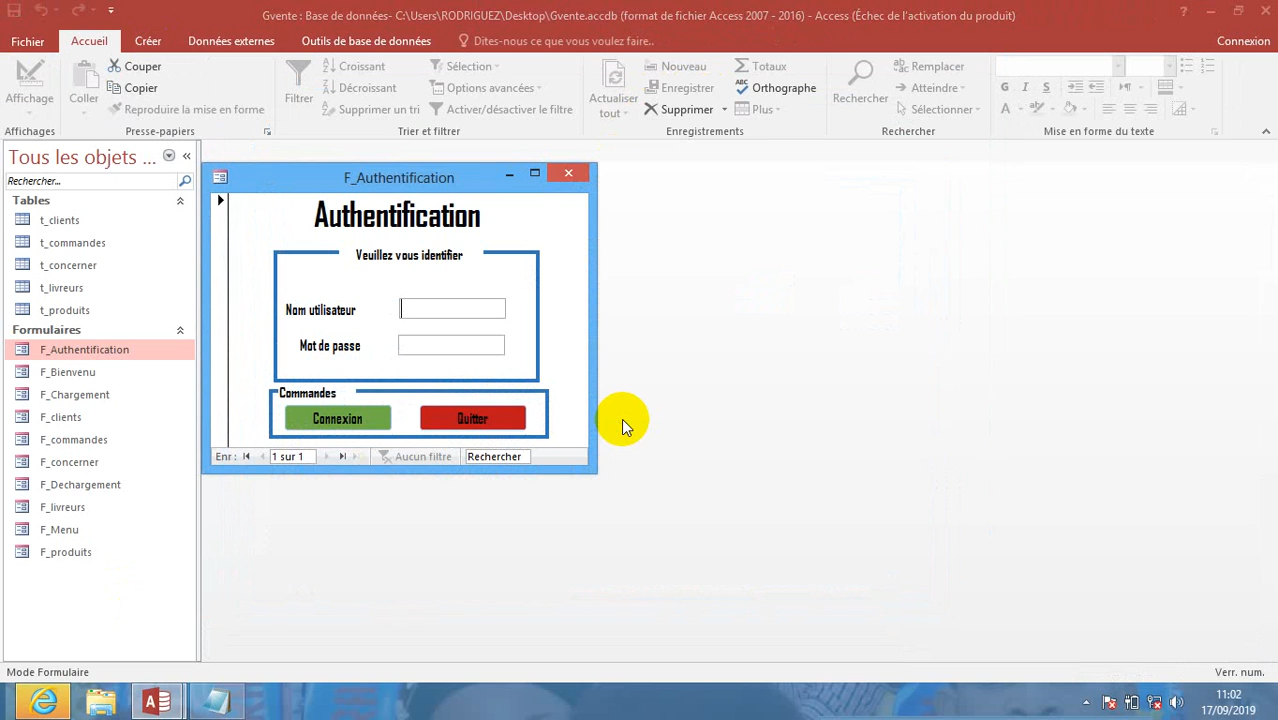 Gvente : Base de données- C:\Users\RODRIGUEZ\Desktop\Gvente.accdb (format de fichier Access 2007 - 2016) - Access (Échec de l'activation du produit)
Fichier Accueil Créer Données externes Outils de base de données Dites-nous ce que vous voulez faire.. Connexion
Couper Croissant Sélection Nouveau Totaux Remplacer
Copier Décroissant Options avancées Enregistrer Orthographe Atteindre G I S
Affichage Coller Reproduire la mise en forme Filtrer Supprimer un tri Activer/désactiver le filtre Actualiser tout Supprimer Plus Rechercher Sélectionner A
Affichages Presse-papiers Trier et filtrer Enregistrements Rechercher Mise en forme du texte
Tous les objets ...
Rechercher...
Tables
t_clients
t_commandes
t_concerner
t_livreurs
t_produits
Formulaires
F_Authentification
F_Bienvenu
F_Chargement
F_clients
F_commandes
F_concerner
F_Dechargement
F_livreurs
F_Menu
F_produits
F_Authentification
Authentification
Veuillez vous identifier
Nom utilisateur
Mot de passe
Commandes
Connexion Quitter
Enr : 1 sur 1 Aucun filtre Rechercher
Mode Formulaire Verr. num.
11:02
17/09/2019